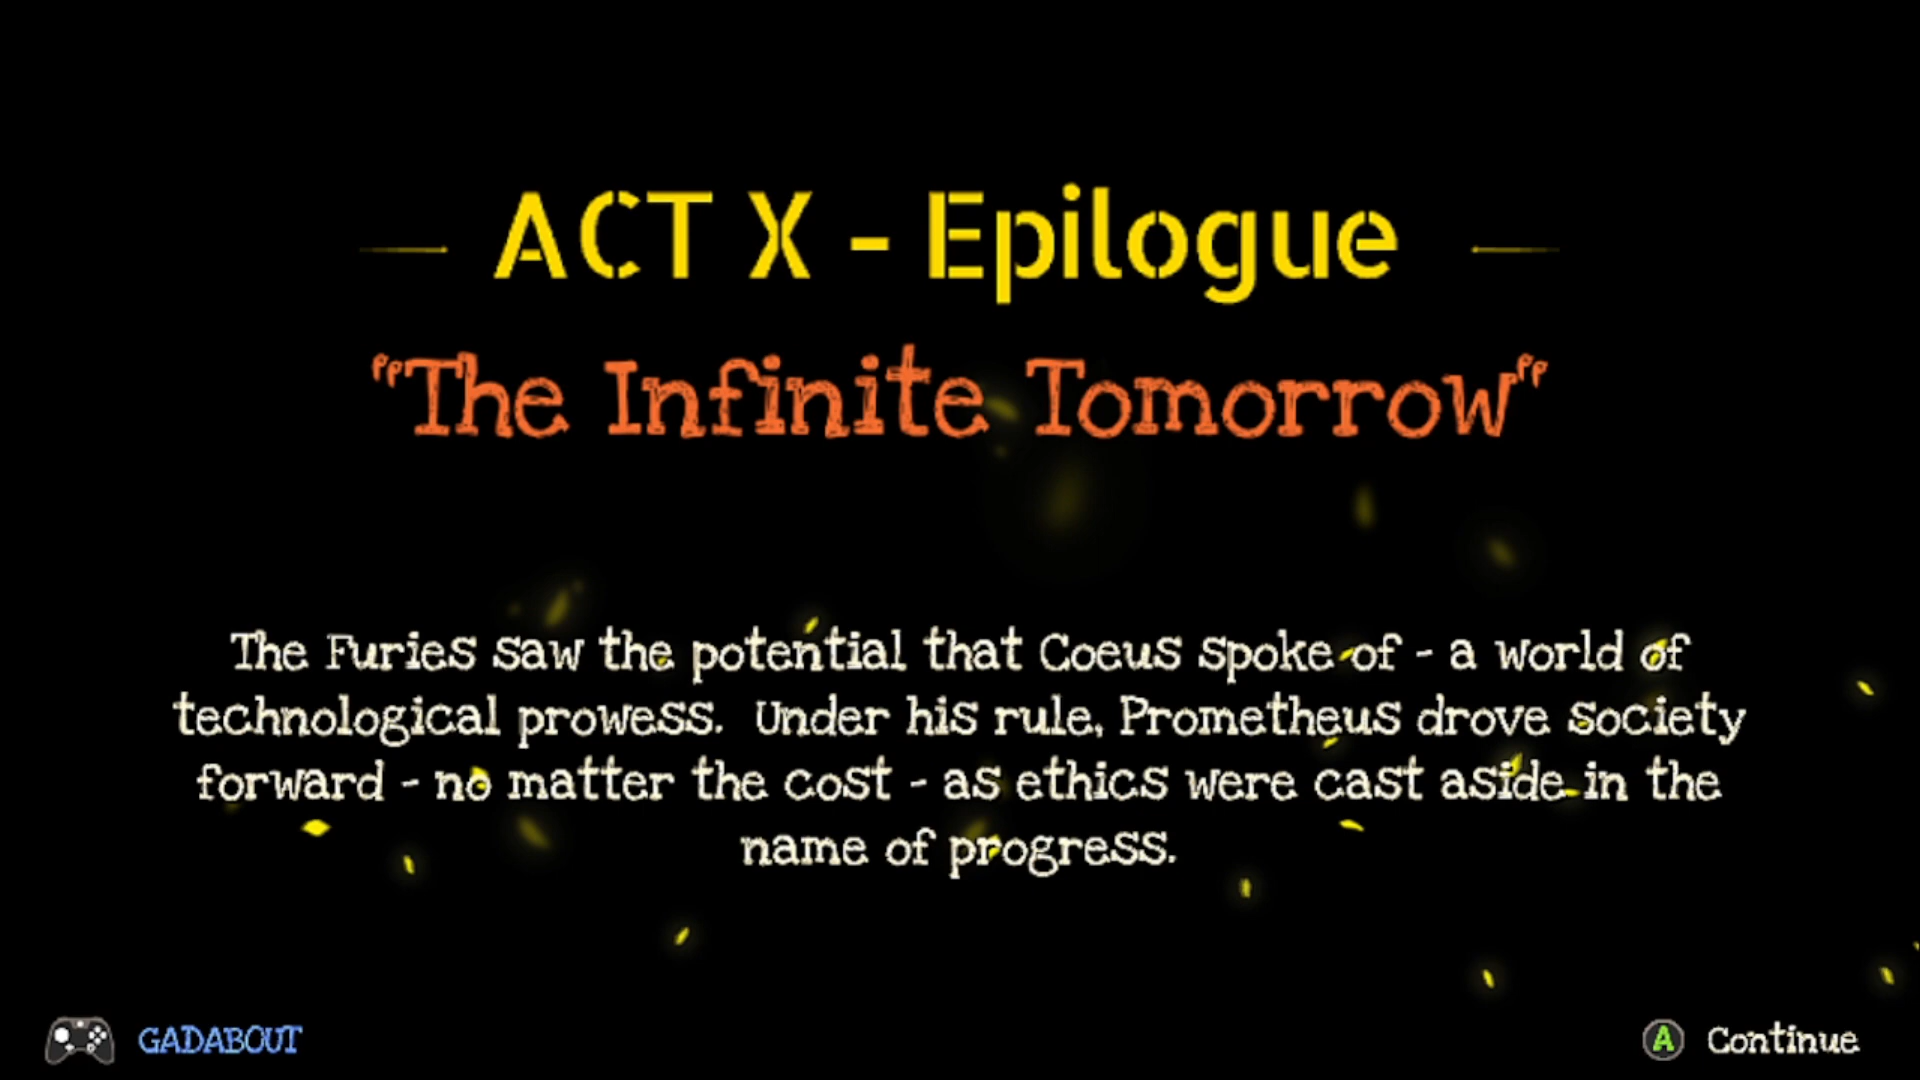 ACT X - Epilogue
"The Infinite Tomorrow"
The Furies saw the potential that Coeus spoke of - a world of
technological prowess.  Under his rule, Prometheus drove society
forward - no matter the cost - as ethics were cast aside in the
name of progress.
GADABOUT
A Continue